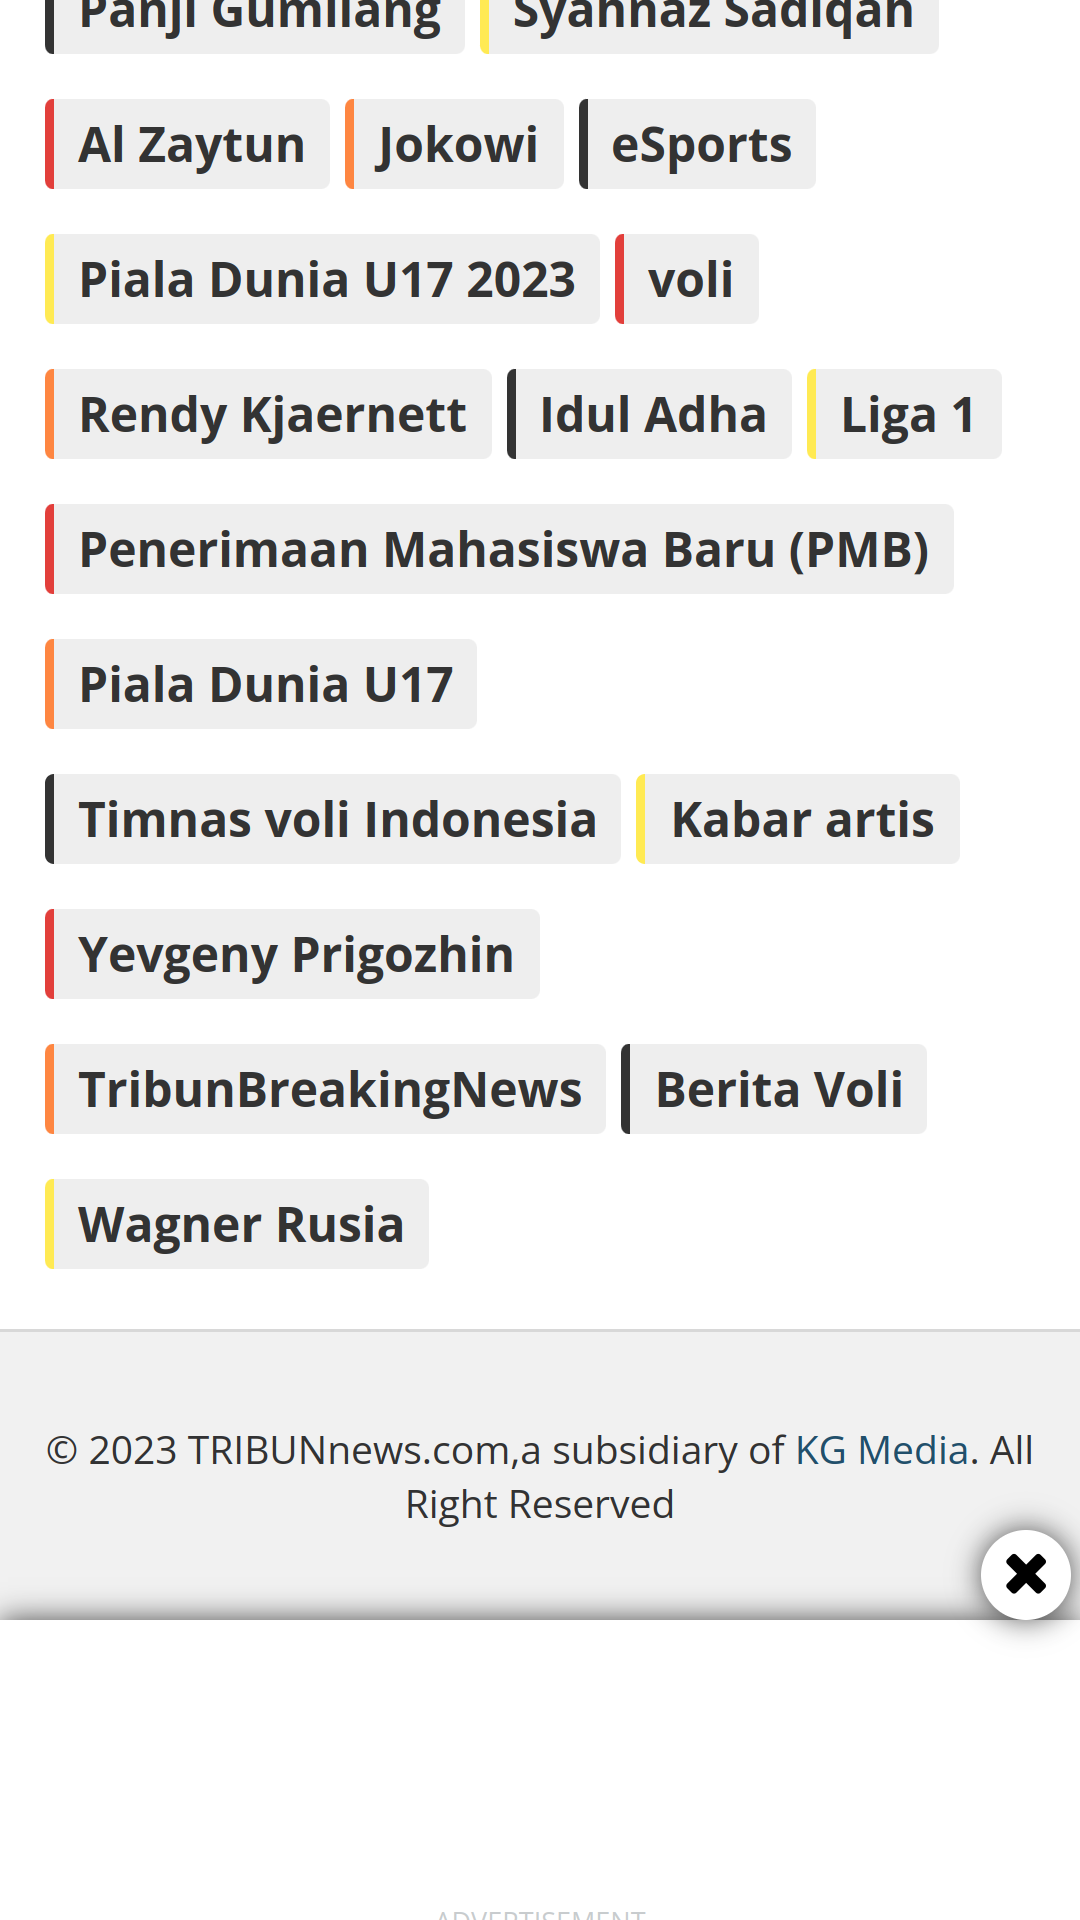 Panji Gumilang Syahnaz Sadiqah
Al Zaytun Jokowi eSports
Piala Dunia U17 2023 voli
Rendy Kjaernett Idul Adha Liga 1
Penerimaan Mahasiswa Baru (PMB)
Piala Dunia U17
Timnas voli Indonesia Kabar artis
Yevgeny Prigozhin
TribunBreakingNews Berita Voli
Wagner Rusia
© 2023 TRIBUNnews.com,a subsidiary of KG Media. All
Right Reserved
ADVERTISEMENT